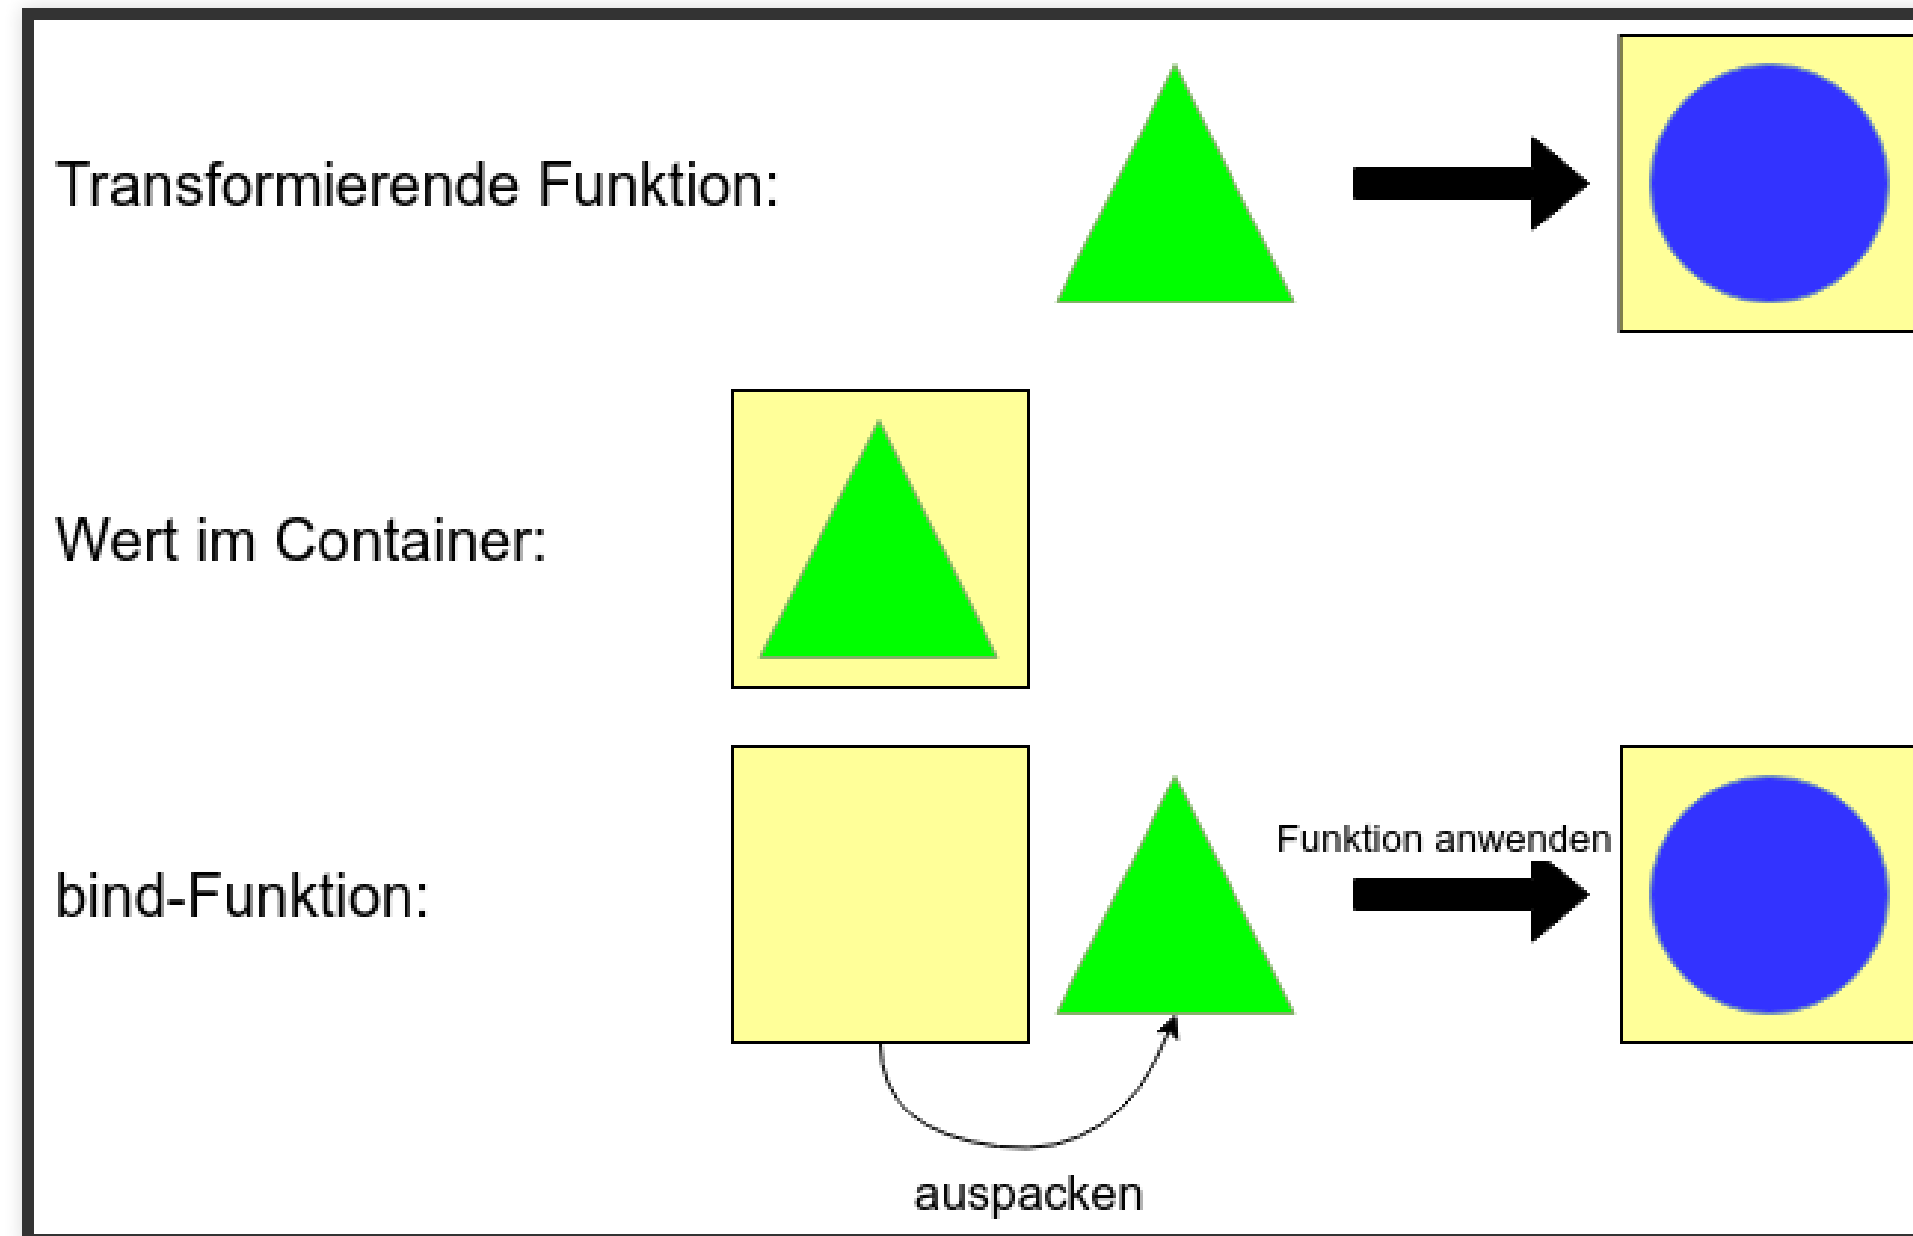 Transformierende Funktion:
Wert im Container:
bind-Funktion:
Funktion anwenden
auspacken